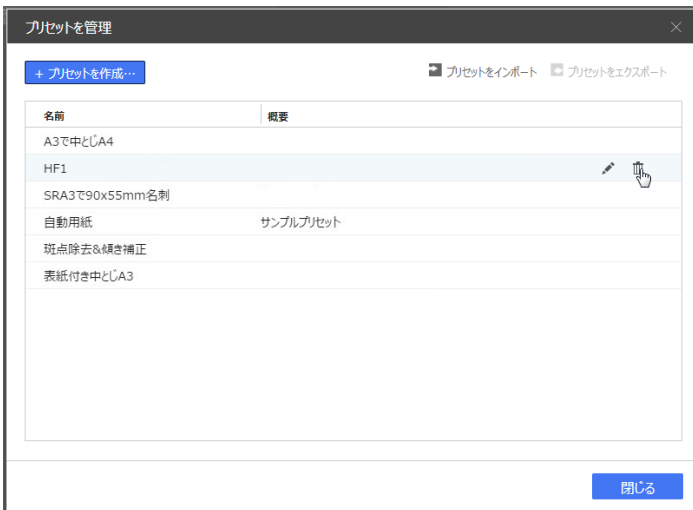 プリセットを管理
+ プリセットを作成…
プリセットをインポート プリセットをエクスポート
名前 概要
A3で中とじA4
HF1
SRA3で90x55mm名刺
自動用紙 サンプルプリセット
斑点除去&傾き補正
表紙付き中とじA3
閉じる